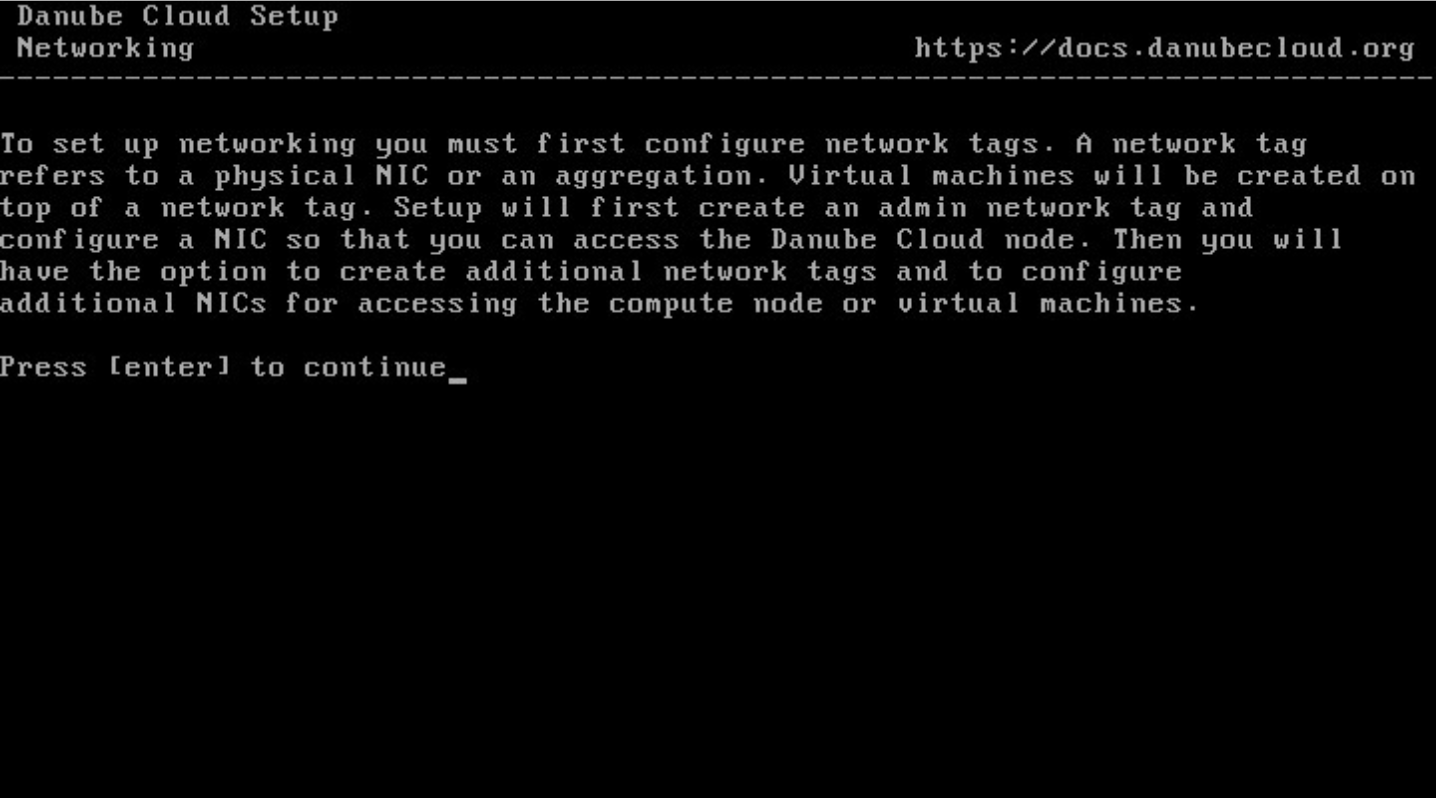 Danube Cloud Setup
Networking https://docs.danubecloud.org
--------------------------------------------------------------------------------
To set up networking you must first configure network tags. A network tag
refers to a physical NIC or an aggregation. Virtual machines will be created on
top of a network tag. Setup will first create an admin network tag and
configure a NIC so that you can access the Danube Cloud node. Then you will
have the option to create additional network tags and to configure
additional NICs for accessing the compute node or virtual machines.
Press [enter] to continue_